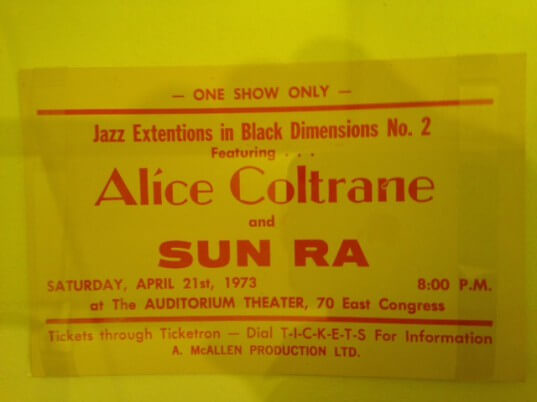 — ONE SHOW ONLY —
Jazz Extentions in Black Dimensions No. 2
Featuring . . .
Alice Coltrane
and
SUN RA
SATURDAY, APRIL 21st, 1973 8:00 P.M.
at The AUDITORIUM THEATER, 70 East Congress
Tickets through Ticketron — Dial T-I-C-K-E-T-S For Information
A. McALLEN PRODUCTION LTD.